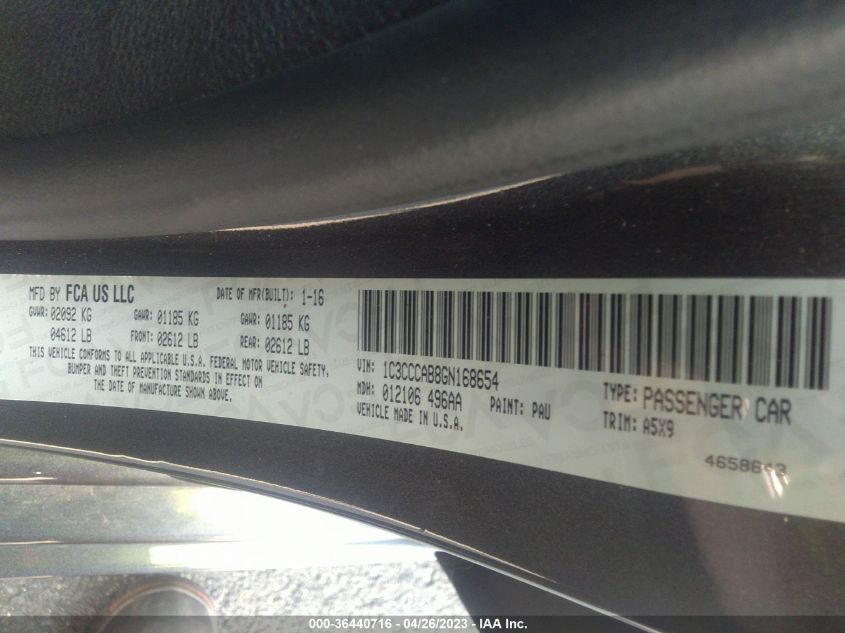 MFD BY FCA US LLC DATE OF MFR(BUILT): 1-16
GVWR: 02092 KG GAWR: 01185 KG GAWR: 01185 KG
04612 LB FRONT: 02612 LB REAR: 02612 LB
THIS VEHICLE CONFORMS TO ALL APPLICABLE U.S.A. FEDERAL MOTOR VEHICLE SAFETY,
BUMPER AND THEFT PREVENTION STANDARDS IN EFFECT ON
THE DATE OF MANUFACTURE SHOWN ABOVE.
VIN: 1C3CCCAB8GN168654
MDH: 012106 496AA PAINT: PAU
VEHICLE MADE IN U.S.A.
TYPE: PASSENGER CAR
TRIM: A5X9
000-36440716 - 04/26/2023 - IAA Inc.